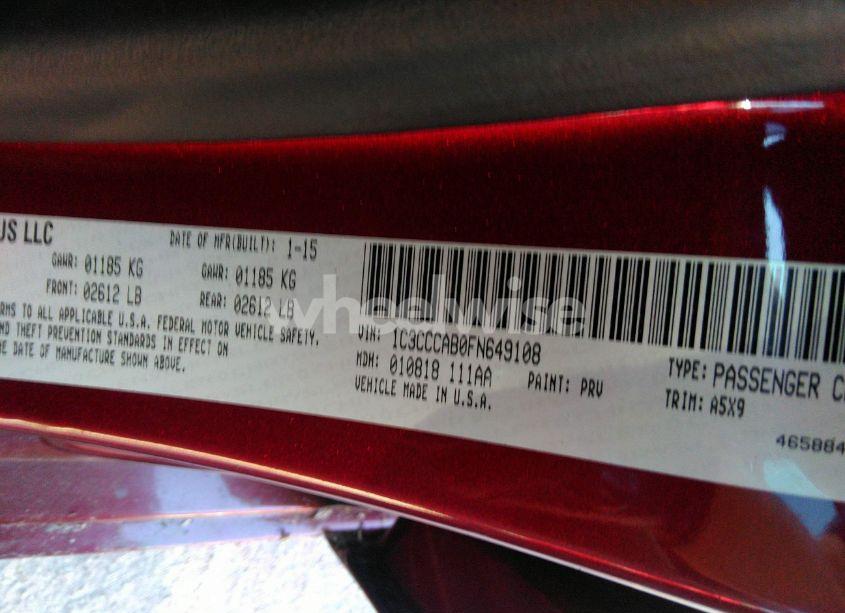 US LLC
DATE OF MFR(BUILT): 1-15
GAWR: 01185 KG
GAWR: 01185 KG
FRONT: 02612 LB
REAR: 02612 LB
RMS TO ALL APPLICABLE U.S.A. FEDERAL MOTOR VEHICLE SAFETY,
ND THEFT PREVENTION STANDARDS IN EFFECT ON
E DATE OF MANUFACTURE SHOWN ABOVE.
VIN: 1C3CCCAB0FN649108
MDH: 010818 111AA
PAINT: PRV
VEHICLE MADE IN U.S.A.
TYPE: PASSENGER C
TRIM: A5X9
465884
wheelwise